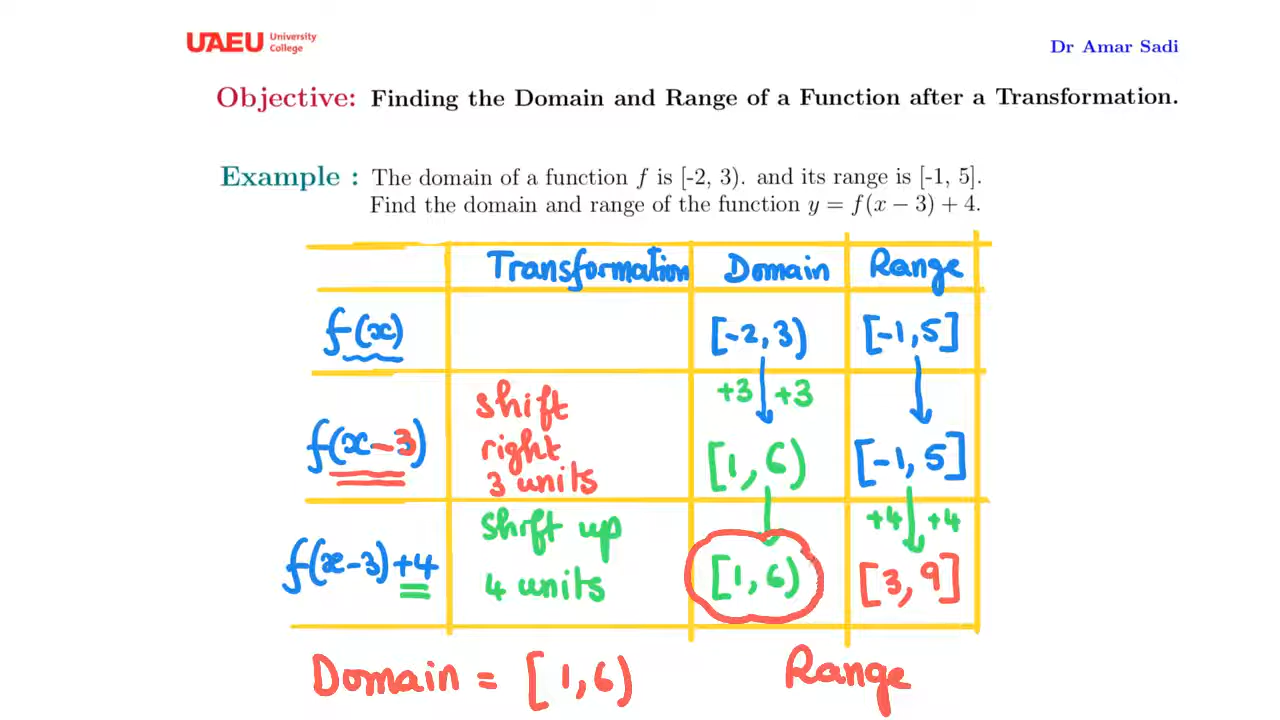 UAEU University College
Dr Amar Sadi
Objective: Finding the Domain and Range of a Function after a Transformation.
Example : The domain of a function f is [-2, 3). and its range is [-1, 5].
Find the domain and range of the function y = f(x − 3) + 4.
Transformation Domain Range
f(x) [-2, 3) [-1, 5]
+3 +3
f(x-3) shift right 3 units [1, 6) [-1, 5]
+4 +4
f(x-3)+4 shift up 4 units [1, 6) [3, 9]
Domain = [1, 6) Range